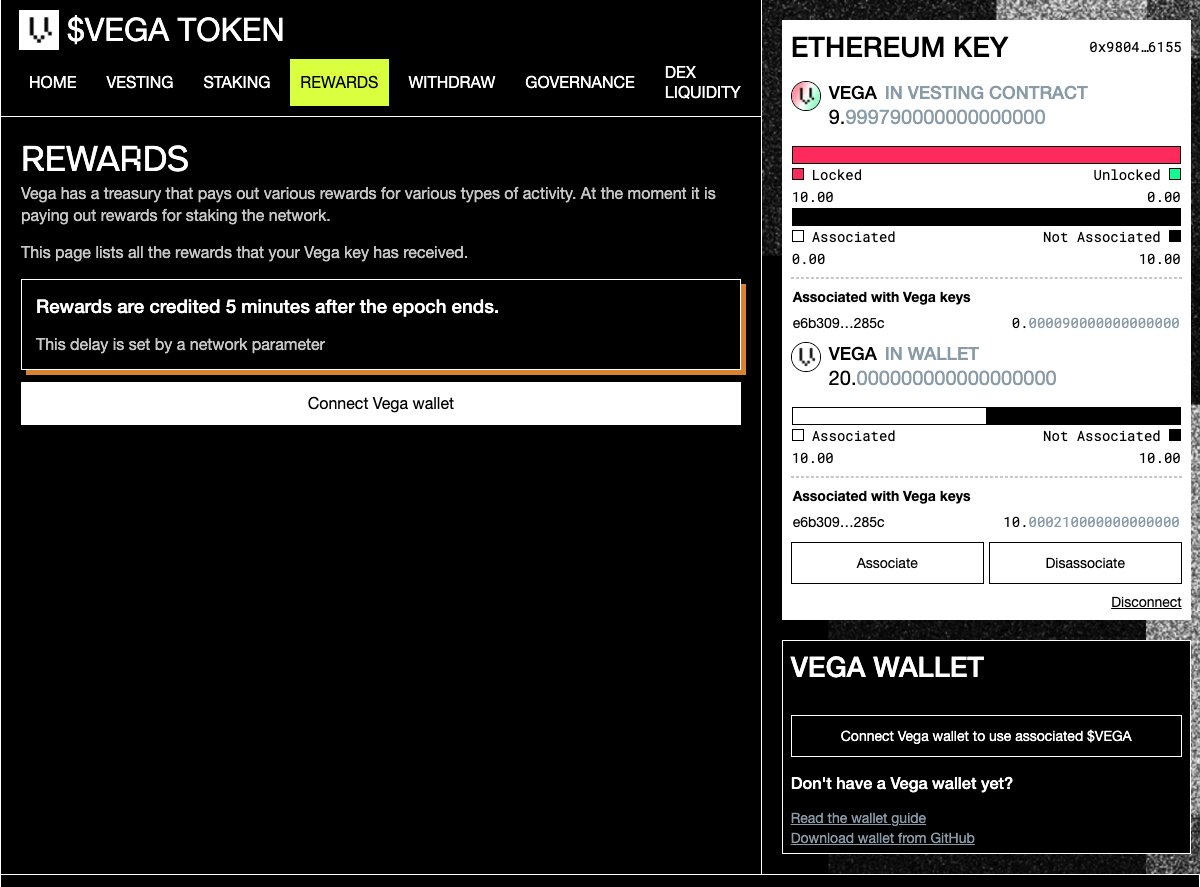 $VEGA TOKEN
HOME
VESTING
STAKING
REWARDS
WITHDRAW
GOVERNANCE
DEX
LIQUIDITY
REWARDS
Vega has a treasury that pays out various rewards for various types of activity. At the moment it is
paying out rewards for staking the network.
This page lists all the rewards that your Vega key has received.
Rewards are credited 5 minutes after the epoch ends.
This delay is set by a network parameter
Connect Vega wallet
ETHEREUM KEY 0x9804…6155
VEGA IN VESTING CONTRACT
9.999790000000000000
Locked Unlocked
10.00 0.00
Associated Not Associated
0.00 10.00
Associated with Vega keys
e6b309…285c 0.000090000000000000
VEGA IN WALLET
20.000000000000000000
Associated Not Associated
10.00 10.00
Associated with Vega keys
e6b309…285c 10.000210000000000000
Associate Disassociate
Disconnect
VEGA WALLET
Connect Vega wallet to use associated $VEGA
Don't have a Vega wallet yet?
Read the wallet guide
Download wallet from GitHub